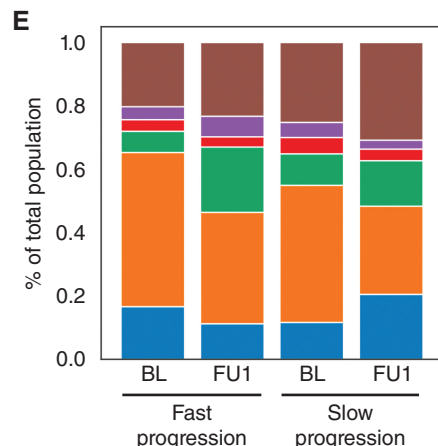 E
% of total population
1.0
0.8
0.6
0.4
0.2
0.0
BL FU1 BL FU1
Fast Slow
progression progression